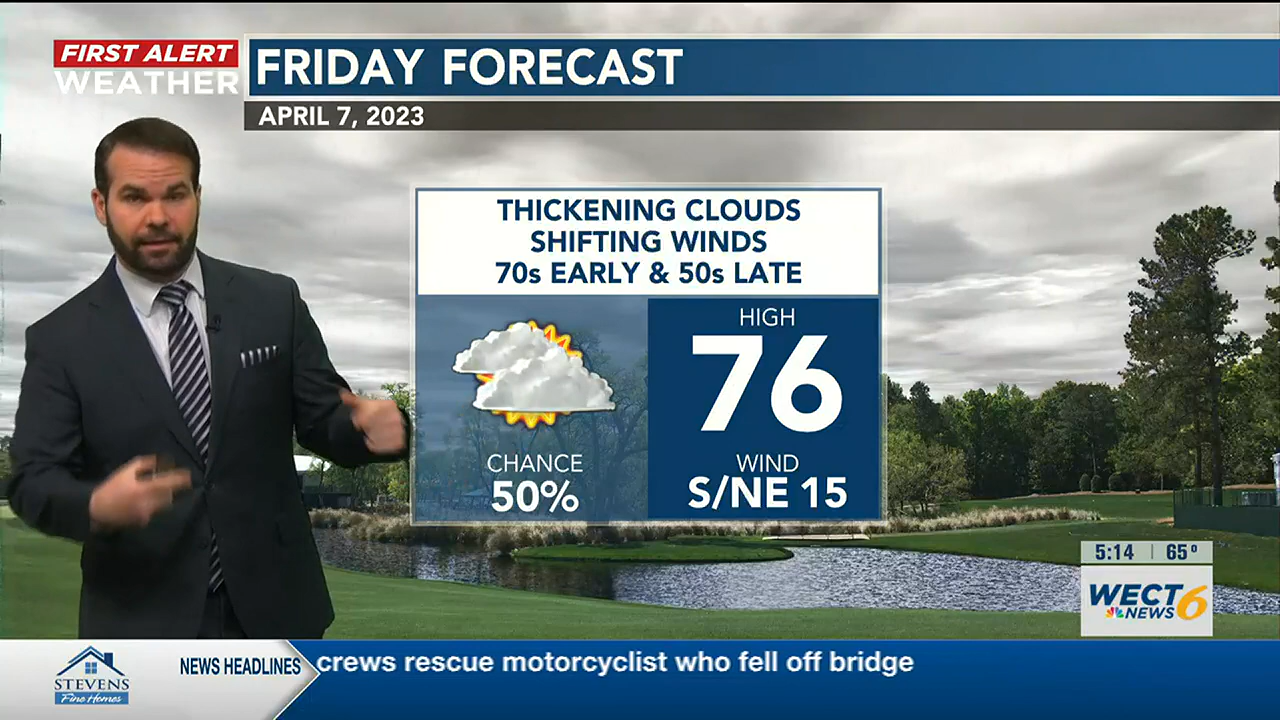 FIRST ALERT
WEATHER
FRIDAY FORECAST
APRIL 7, 2023
THICKENING CLOUDS
SHIFTING WINDS
70s EARLY & 50s LATE
CHANCE
50%
HIGH
76
WIND
S/NE 15
5:14 | 65°
WECT 6
NEWS
STEVENS
Fine Homes
NEWS HEADLINES
crews rescue motorcyclist who fell off bridge